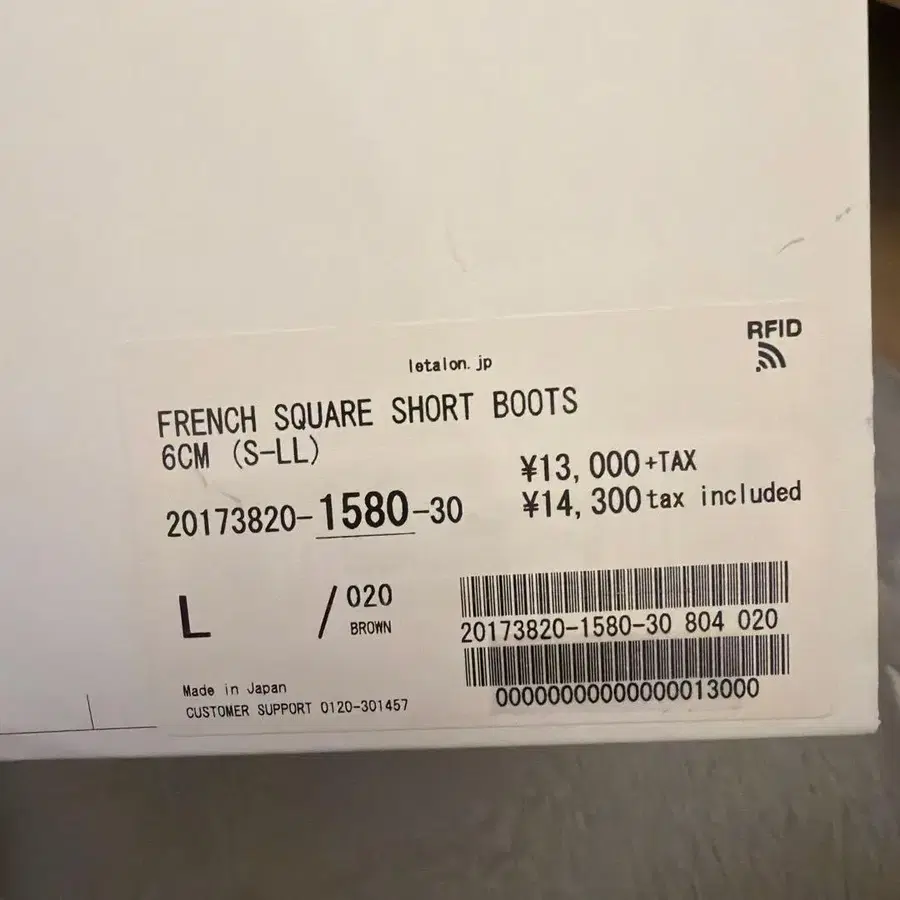 RFID
letalon.jp
FRENCH SQUARE SHORT BOOTS
6CM (S-LL)
¥13,000+TAX
20173820-1580-30
¥14,300 tax included
L / 020
BROWN
20173820-1580-30 804 020
Made in Japan
CUSTOMER SUPPORT 0120-301457
00000000000000013000